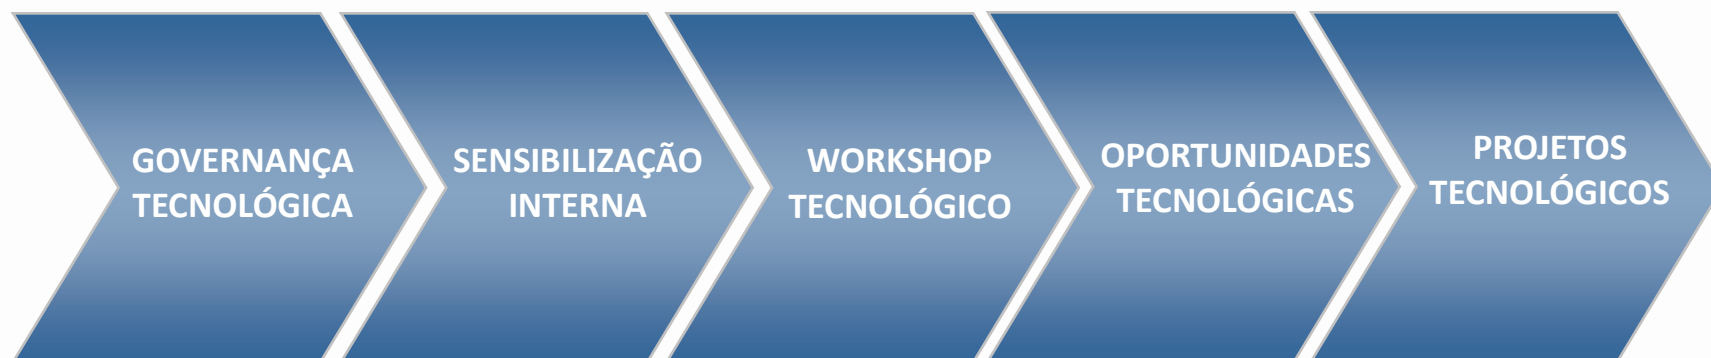 GOVERNANÇA
TECNOLÓGICA
SENSIBILIZAÇÃO
INTERNA
WORKSHOP
TECNOLÓGICO
OPORTUNIDADES
TECNOLÓGICAS
PROJETOS
TECNOLÓGICOS